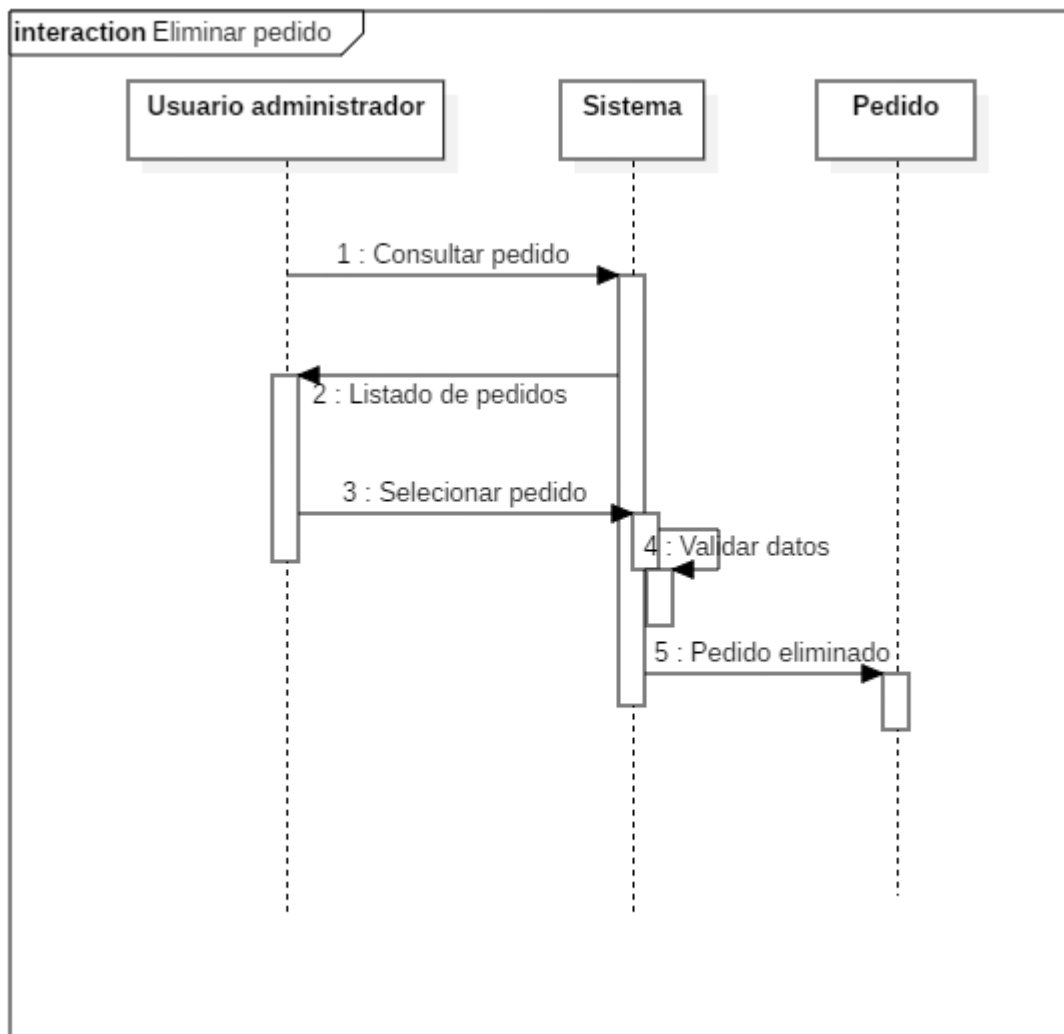 interaction Eliminar pedido
Usuario administrador
Sistema
Pedido
1 : Consultar pedido
2 : Listado de pedidos
3 : Selecionar pedido
4 : Validar datos
5 : Pedido eliminado